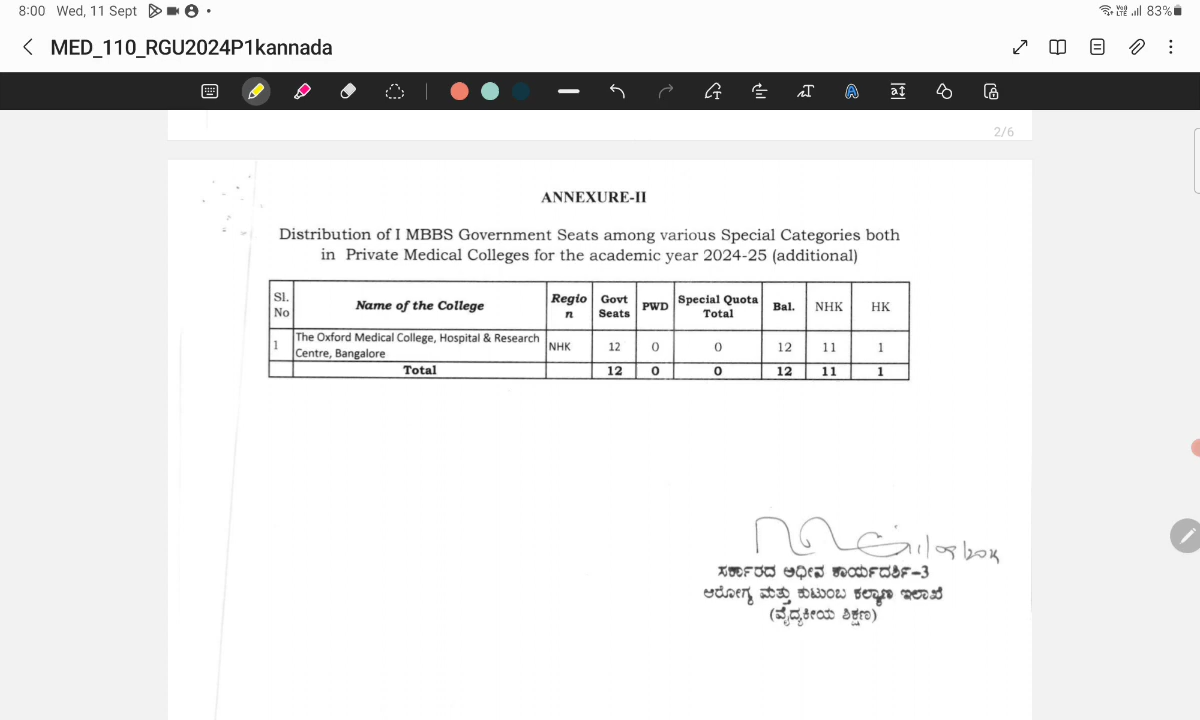 8:00 Wed, 11 Sept
83%
MED_110_RGU2024P1kannada
2/6
ANNEXURE-II
Distribution of I MBBS Government Seats among various Special Categories both
in Private Medical Colleges for the academic year 2024-25 (additional)
Sl. No Name of the College Regio n Govt Seats PWD Special Quota Total Bal. NHK HK
1 The Oxford Medical College, Hospital & Research Centre, Bangalore NHK 12 0 0 12 11 1
Total 12 0 0 12 11 1
ಸರ್ಕಾರದ ಅಧೀನ ಕಾರ್ಯದರ್ಶಿ-3
ಆರೋಗ್ಯ ಮತ್ತು ಕುಟುಂಬ ಕಲ್ಯಾಣ ಇಲಾಖೆ
(ವೈದ್ಯಕೀಯ ಶಿಕ್ಷಣ)